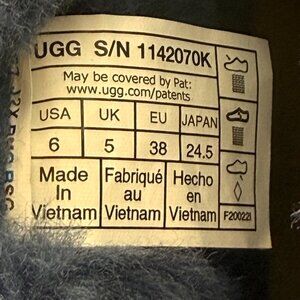 UGG S/N 1142070K
May be covered by Pat:
www.ugg.com/patents
USA UK EU JAPAN
6 5 38 24.5
Made In Vietnam
Fabriqué au Vietnam
Hecho en Vietnam
F20022I